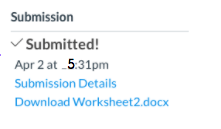 Submission
Submitted!
Apr 2 at 5:31pm
Submission Details
Download Worksheet2.docx